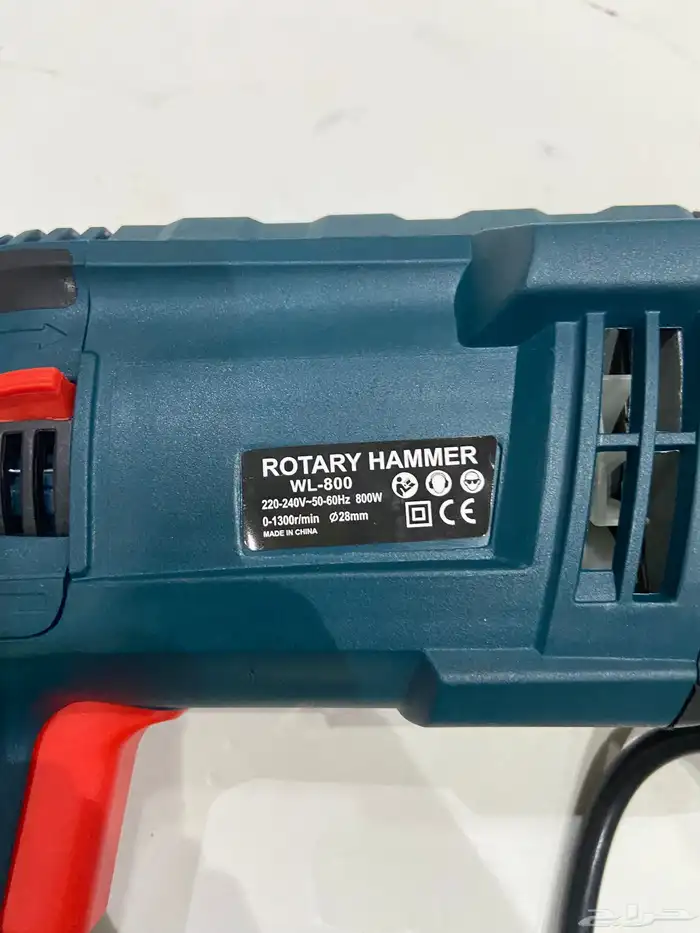 ROTARY HAMMER
WL-800
220-240V~50-60Hz 800W
0-1300r/min Ø28mm
MADE IN CHINA
CE
حراج